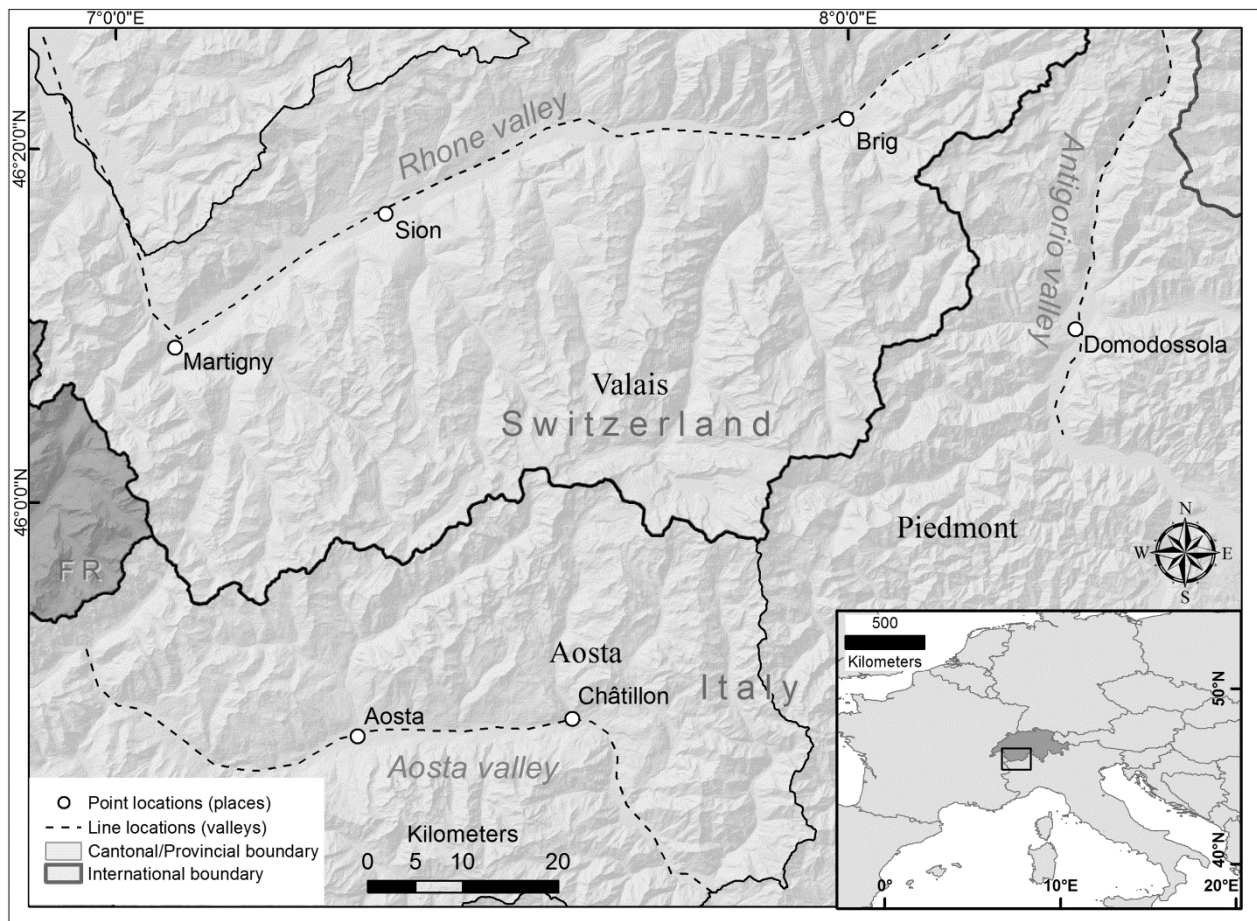 7°0'0"E
8°0'0"E
46°20'0"N
46°0'0"N
Rhone valley
Brig
Antigorio valley
Sion
Martigny
Domodossola
Valais
Switzerland
Piedmont
N
W E
S
FR
Aosta
Italy
Châtillon
Aosta
Aosta valley
Point locations (places)
Line locations (valleys)
Cantonal/Provincial boundary
International boundary
Kilometers
0 5 10 20
500
Kilometers
50°N
40°N
0° 10°E 20°E